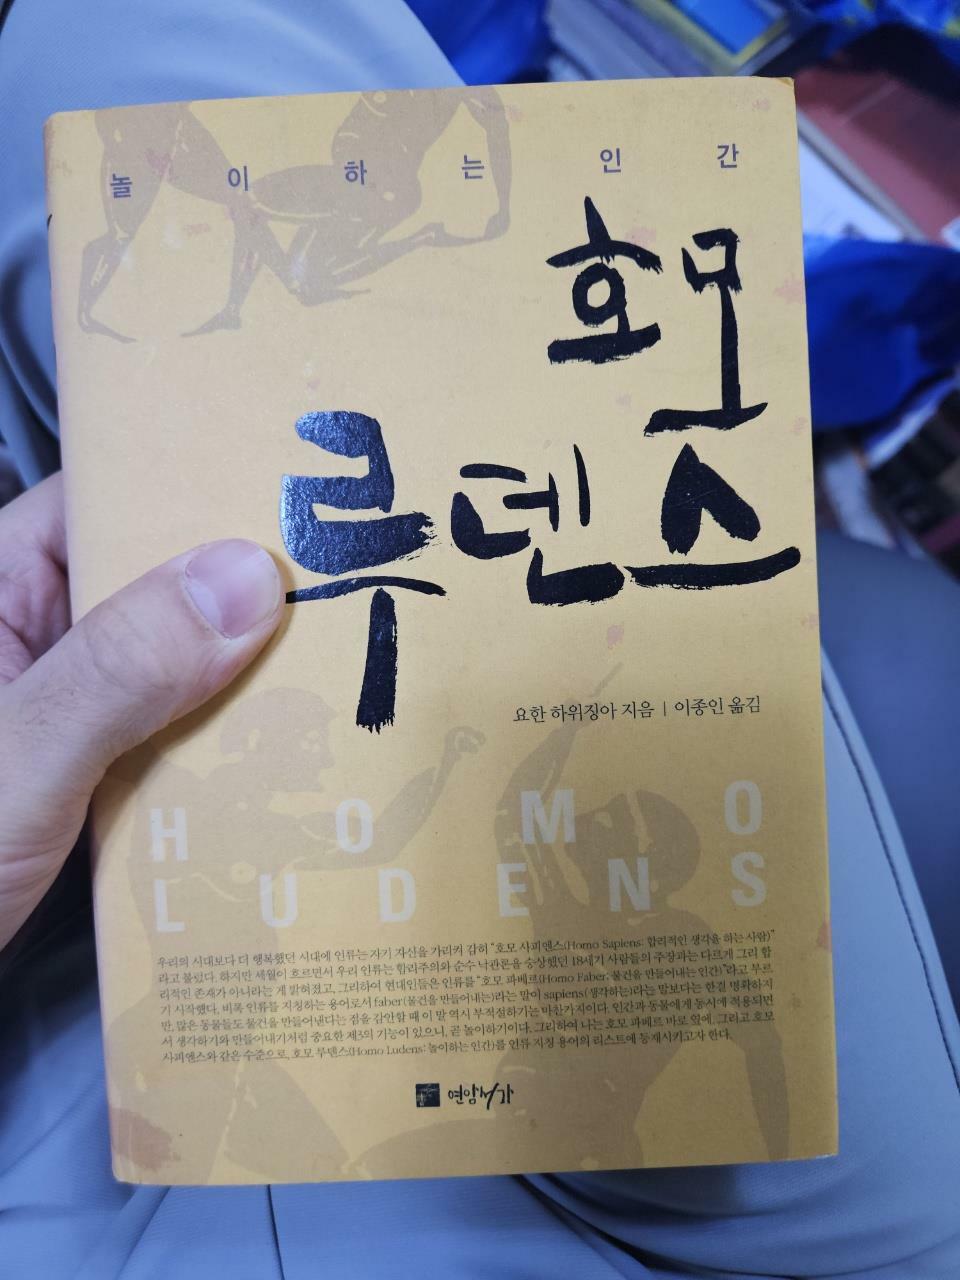 놀이하는인간
호모
루덴스
요한 하위징아 지음 | 이종인 옮김
HOMO
LUDENS
우리의 시대보다 더 행복했던 시대에 인류는 자기 자신을 가리켜 감히 "호모 사피엔스(Homo Sapiens: 합리적인 생각을 하는 사람)"
라고 불렀다. 하지만 세월이 흐르면서 우리 인류는 합리주의와 순수 낙관론을 숭상했던 18세기 사람들의 주장과는 다르게 그리 합
리적인 존재가 아니라는 게 밝혀졌고, 그리하여 현대인들은 인류를 "호모 파베르(Homo Faber: 물건을 만들어내는 인간)"라고 부르
기 시작했다. 비록 인류를 지칭하는 용어로서 faber(물건을 만들어내는)라는 말이 sapiens(생각하는)라는 말보다는 한결 명확하지
만, 많은 동물들도 물건을 만들어낸다는 점을 감안할 때 이 말 역시 부적절하기는 마찬가지이다. 인간과 동물에게 동시에 적용되면
서 생각하기와 만들어내기처럼 중요한 제3의 기능이 있으니, 곧 놀이하기이다. 그리하여 나는 호모 파베르 바로 옆에, 그리고 호모
사피엔스와 같은 수준으로, 호모 루덴스(Homo Ludens: 놀이하는 인간)를 인류 지칭 용어의 리스트에 등재시키고자 한다.
연암서가